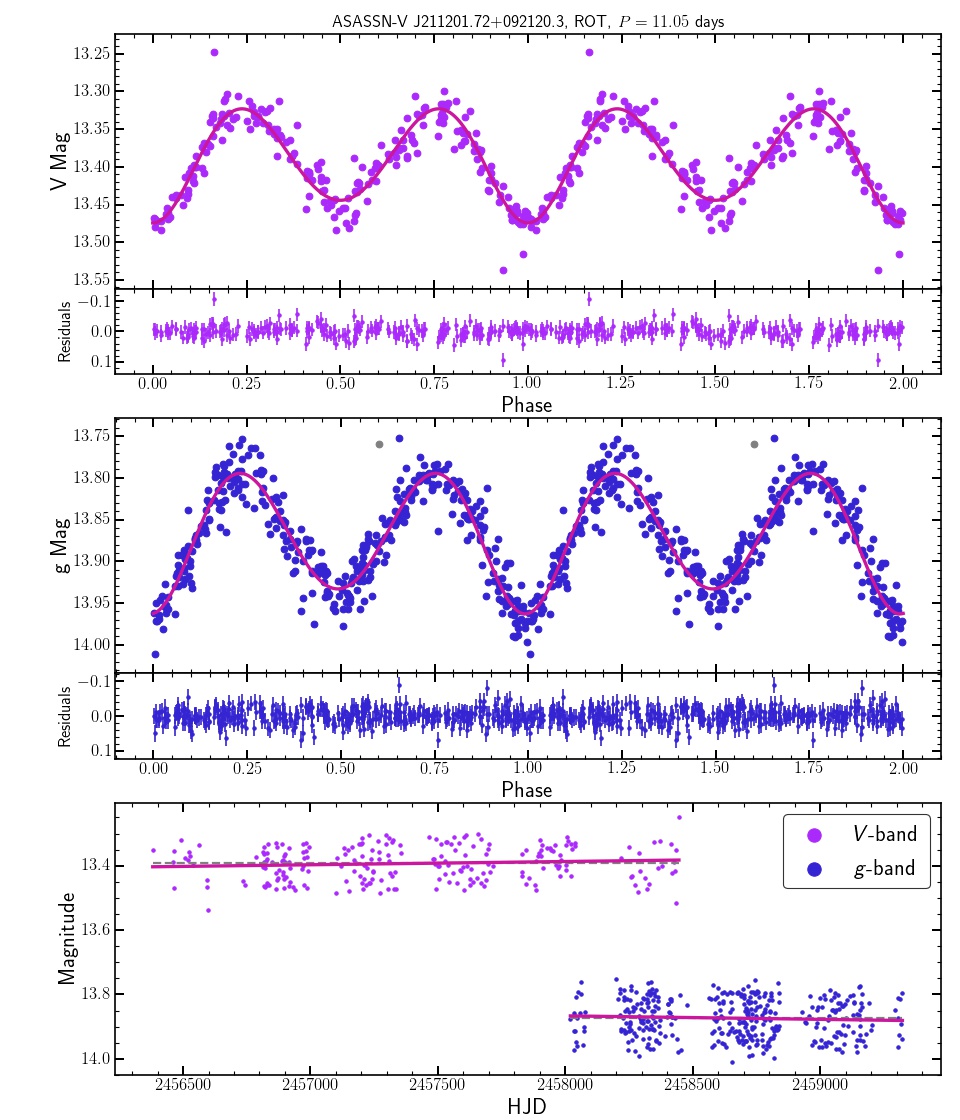 ASASSN-V J211201.72+092120.3, ROT, P = 11.05 days
V Mag
13.25
13.30
13.35
13.40
13.45
13.50
13.55
Residuals
−0.1
0.0
0.1
0.00 0.25 0.50 0.75 1.00 1.25 1.50 1.75 2.00
Phase
g Mag
13.75
13.80
13.85
13.90
13.95
14.00
Residuals
−0.1
0.0
0.1
0.00 0.25 0.50 0.75 1.00 1.25 1.50 1.75 2.00
Phase
Magnitude
13.4
13.6
13.8
14.0
V-band
g-band
2456500 2457000 2457500 2458000 2458500 2459000
HJD